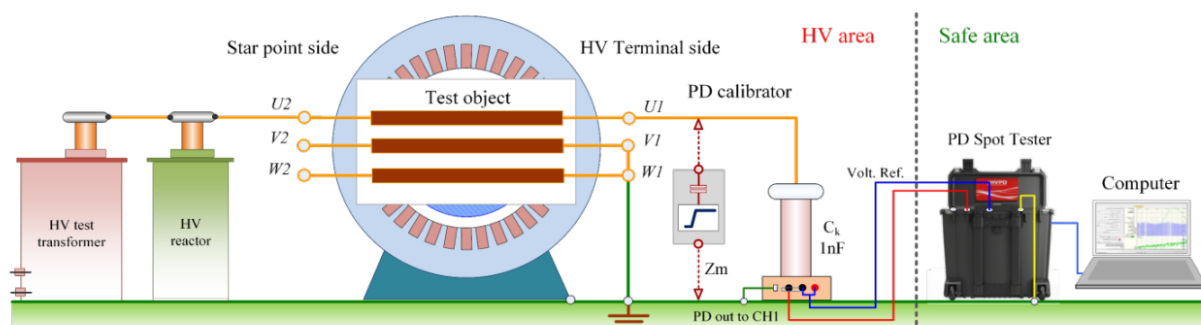 Star point side
HV Terminal side
HV area
Safe area
Test object
PD calibrator
U2
U1
V2
V1
W2
W1
PD Spot Tester
Volt. Ref.
Computer
HV test
transformer
HV
reactor
Ck
1nF
Zm
PD out to CH1